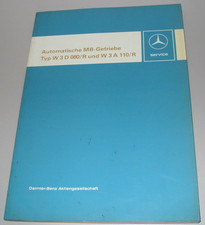 Automatische MB-Getriebe
Typ W 3 D 080/R und W 3 A 110/R
service
Daimler-Benz Aktiengesellschaft